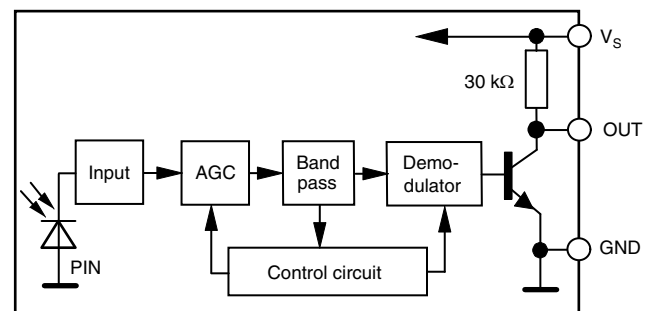 V_S
30 kΩ
OUT
Input
AGC
Band
pass
Demo-
dulator
PIN
Control circuit
GND